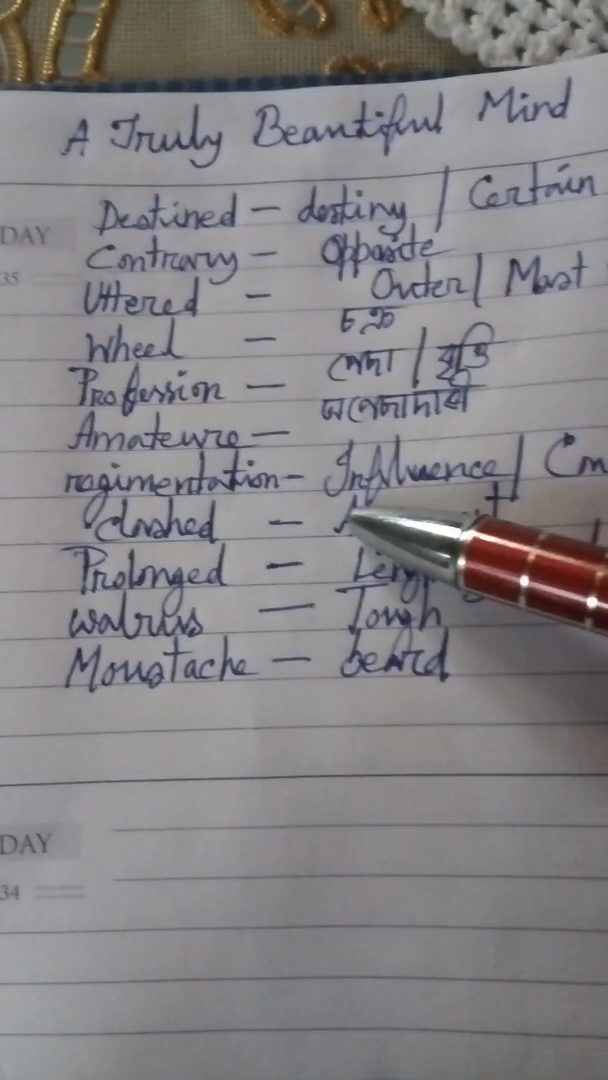 A Truly Beautiful Mind
DAY
35
Destined — destiny / Certain
Contrary — Opposite
Uttered — Outer / Most
Wheel — চক্র
Profession — পেশা / বৃত্তি
Amateure — অপেশাদারী
regimentation — Influence /
Clashed —
Prolonged —
Walrus — Tough
Moustache — beard
DAY
34